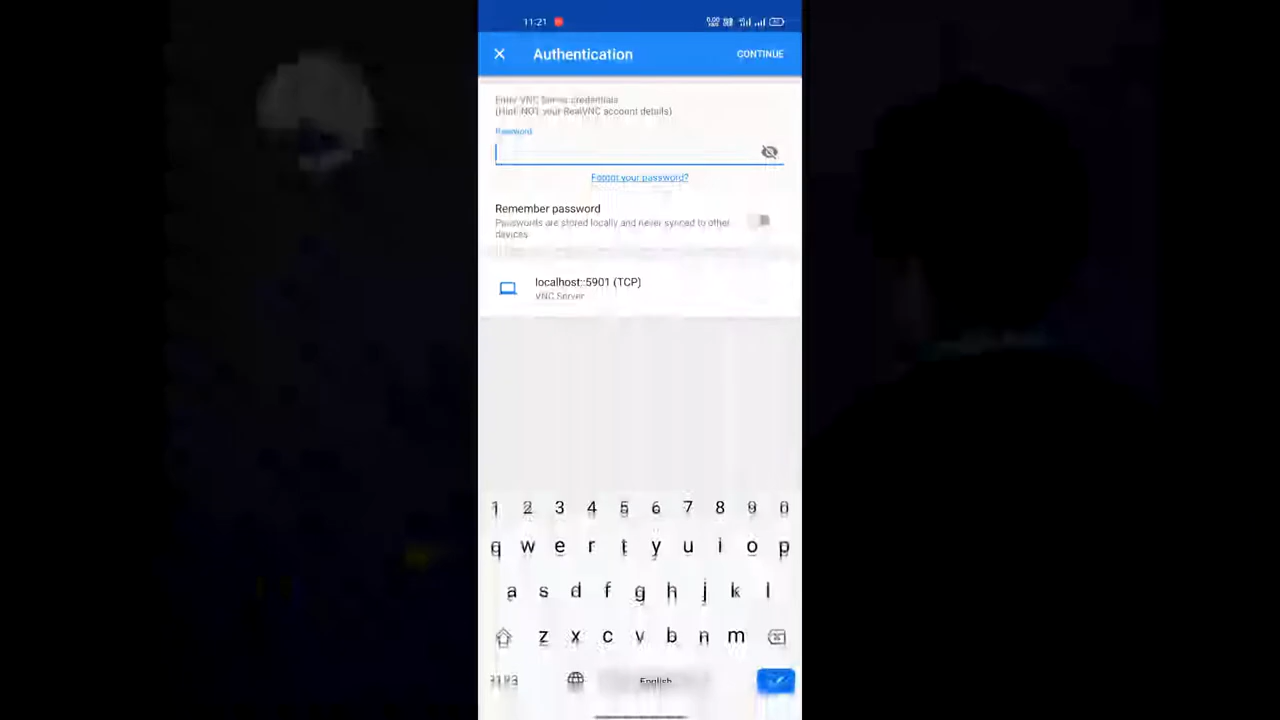 11:21
Authentication
CONTINUE
Enter VNC Server credentials
(Hint: NOT your RealVNC account details)
Password
Forgot your password?
Remember password
Passwords are stored locally and never synced to other
devices
localhost::5901 (TCP)
VNC Server
1 2 3 4 5 6 7 8 9 0
q w e r t y u i o p
a s d f g h j k l
z x c v b n m
English